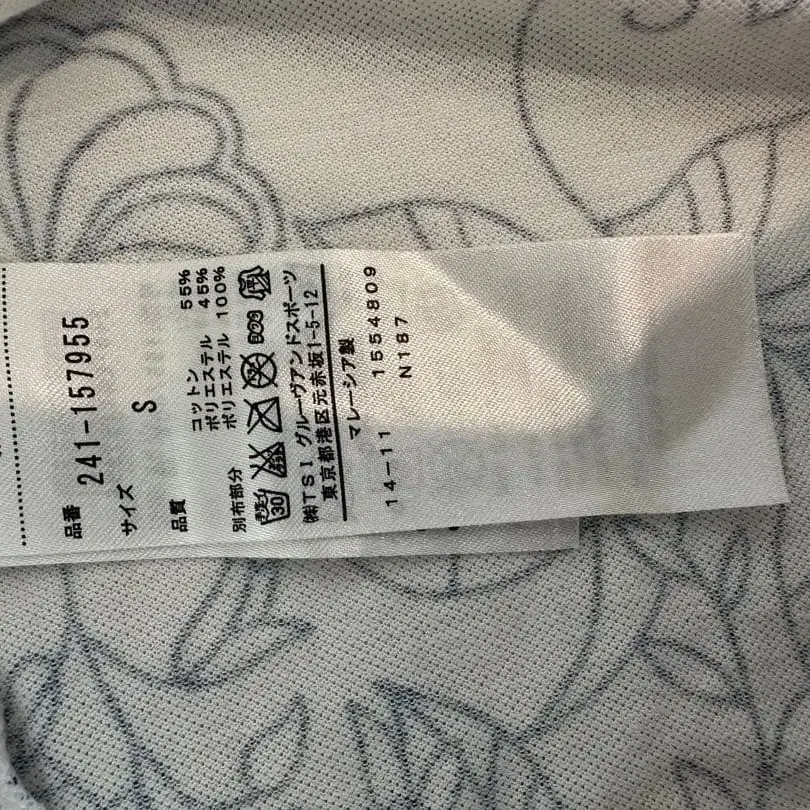 品番 241-157955
サイズ S
品質 コットン 55%
ポリエステル 45%
別布部分 ポリエステル 100%
30
㈱TSI グルーヴアンドスポーツ
東京都港区元赤坂1-5-12
マレーシア製
14-11 1554809
N187